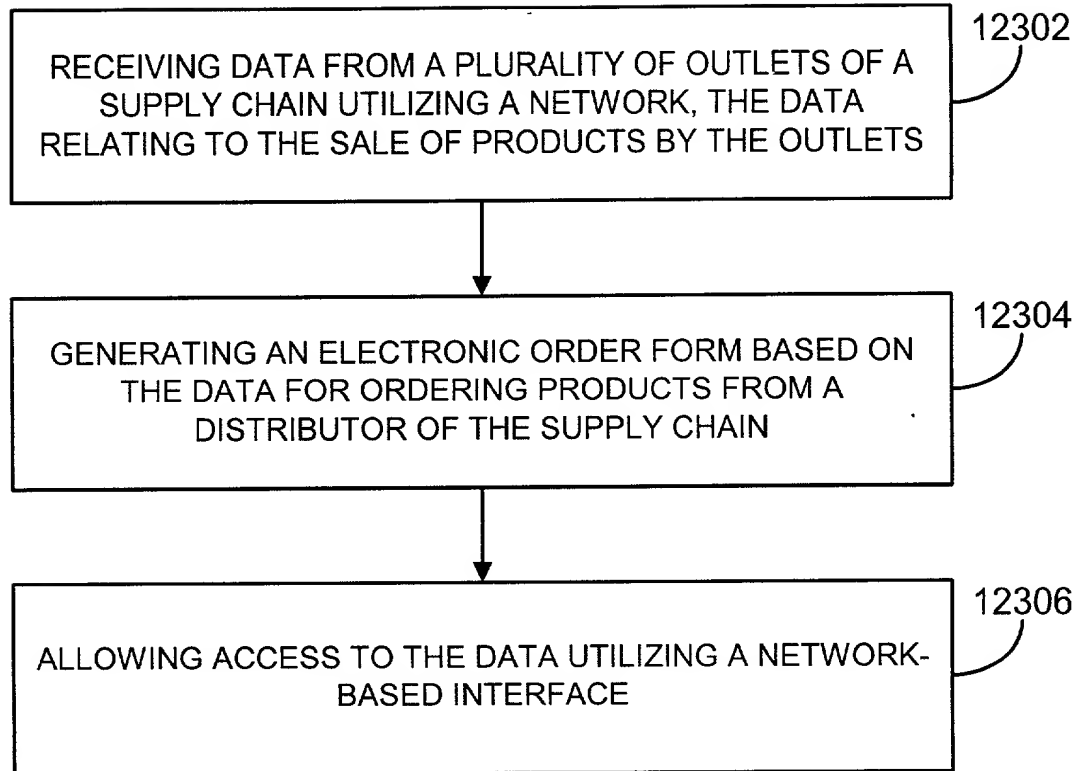 12302
RECEIVING DATA FROM A PLURALITY OF OUTLETS OF A
SUPPLY CHAIN UTILIZING A NETWORK, THE DATA
RELATING TO THE SALE OF PRODUCTS BY THE OUTLETS
12304
GENERATING AN ELECTRONIC ORDER FORM BASED ON
THE DATA FOR ORDERING PRODUCTS FROM A
DISTRIBUTOR OF THE SUPPLY CHAIN
12306
ALLOWING ACCESS TO THE DATA UTILIZING A NETWORK-
BASED INTERFACE